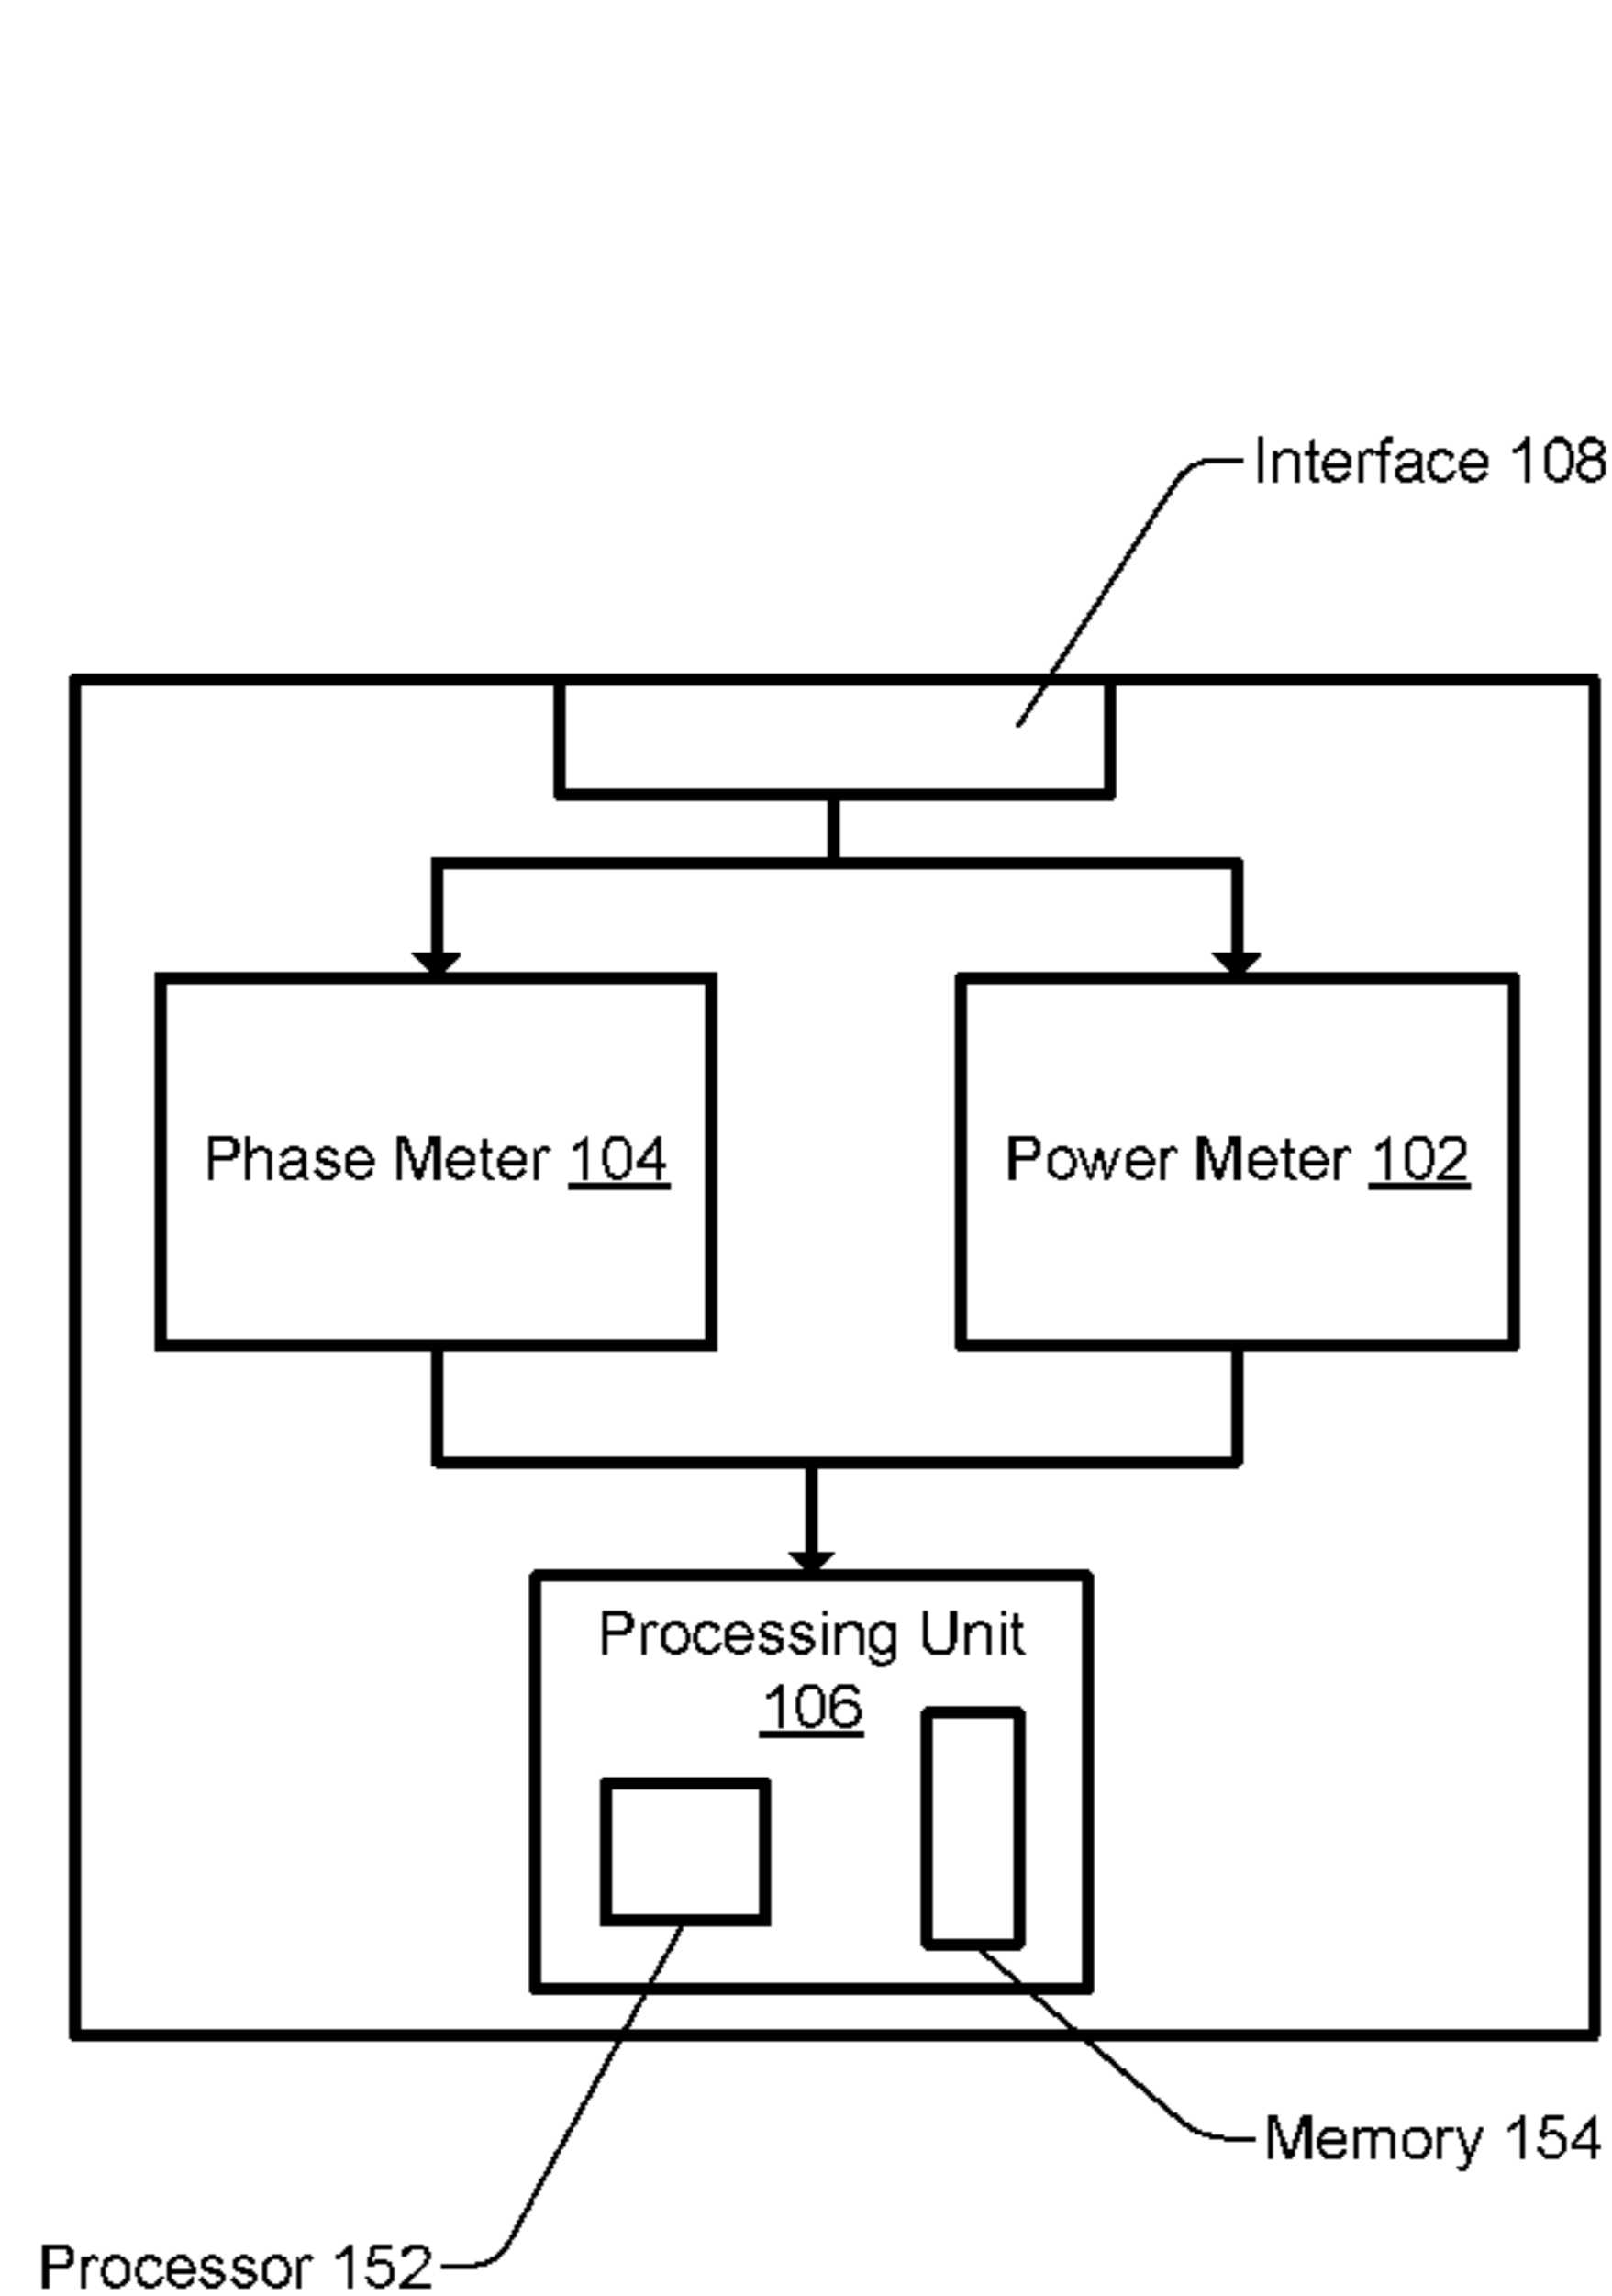 Interface 108
Phase Meter 104
Power Meter 102
Processing Unit
106
Memory 154
Processor 152